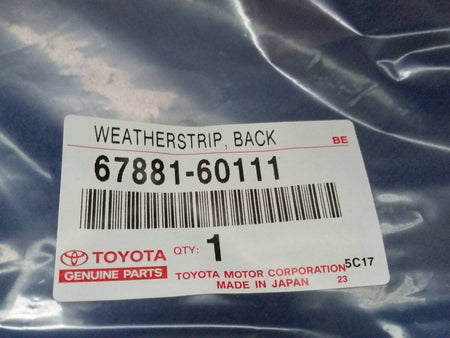 WEATHERSTRIP, BACK
BE
67881-60111
TOYOTA
GENUINE PARTS
QTY: 1
TOYOTA MOTOR CORPORATION 5C17
MADE IN JAPAN 23